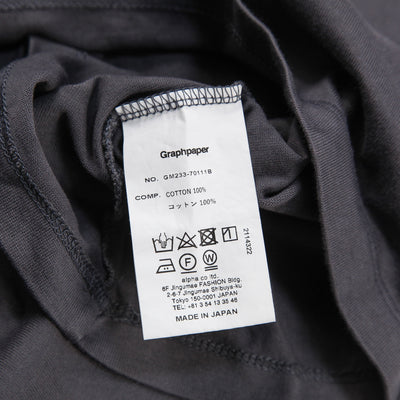 Graphpaper
NO. GM233-70111B
COMP. COTTON 100%
コットン 100%
F W
2114322
alpha co ltd.
6F Jingumae FASHION Bldg.
2-6-7 Jingumae Shibuya-ku
Tokyo 150-0001 JAPAN
TEL: +81 3 54 13 35 46
MADE IN JAPAN